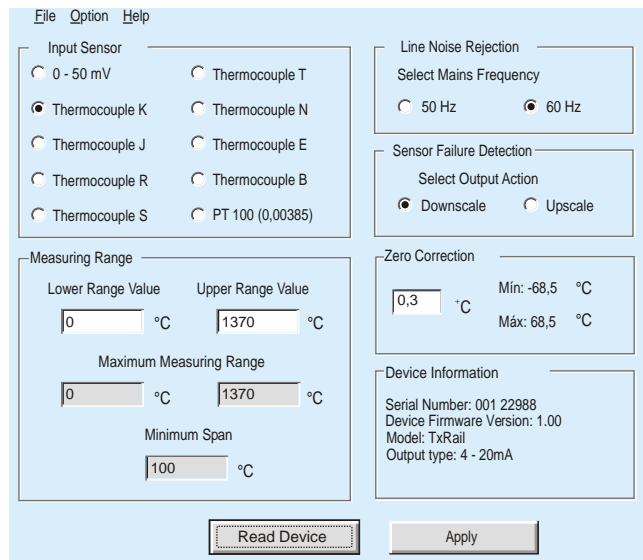 File Option Help
Input Sensor
0 - 50 mV
Thermocouple K
Thermocouple J
Thermocouple R
Thermocouple S
Thermocouple T
Thermocouple N
Thermocouple E
Thermocouple B
PT 100 (0,00385)
Line Noise Rejection
Select Mains Frequency
50 Hz 60 Hz
Sensor Failure Detection
Select Output Action
Downscale Upscale
Measuring Range
Lower Range Value Upper Range Value
0 °C 1370 °C
Maximum Measuring Range
0 °C 1370 °C
Minimum Span
100 °C
Zero Correction
0,3 °C
Mín: -68,5 °C
Máx: 68,5 °C
Device Information
Serial Number: 001 22988
Device Firmware Version: 1.00
Model: TxRail
Output type: 4 - 20mA
Read Device Apply